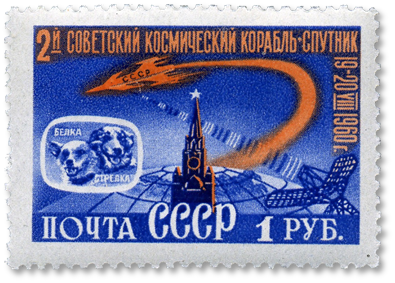 2й СОВЕТСКИЙ КОСМИЧЕСКИЙ КОРАБЛЬ-СПУТНИК
19-20 VIII 1960г.
СССР
БЕЛКА
СТРЕЛКА
ПОЧТА СССР 1 РУБ.